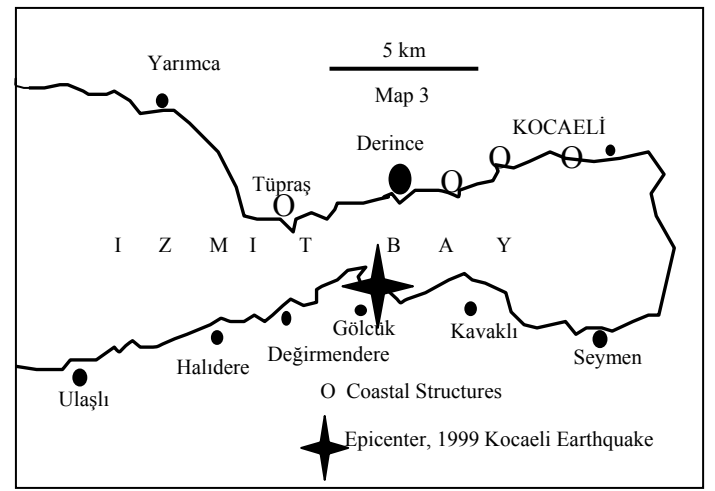 5 km
Yarımca
Map 3
KOCAELİ
Derince
Tüpraş
O O O O
I Z M I T B A Y
Gölcük
Kavaklı
Değirmendere
Seymen
Halıdere
Ulaşlı
O Coastal Structures
Epicenter, 1999 Kocaeli Earthquake